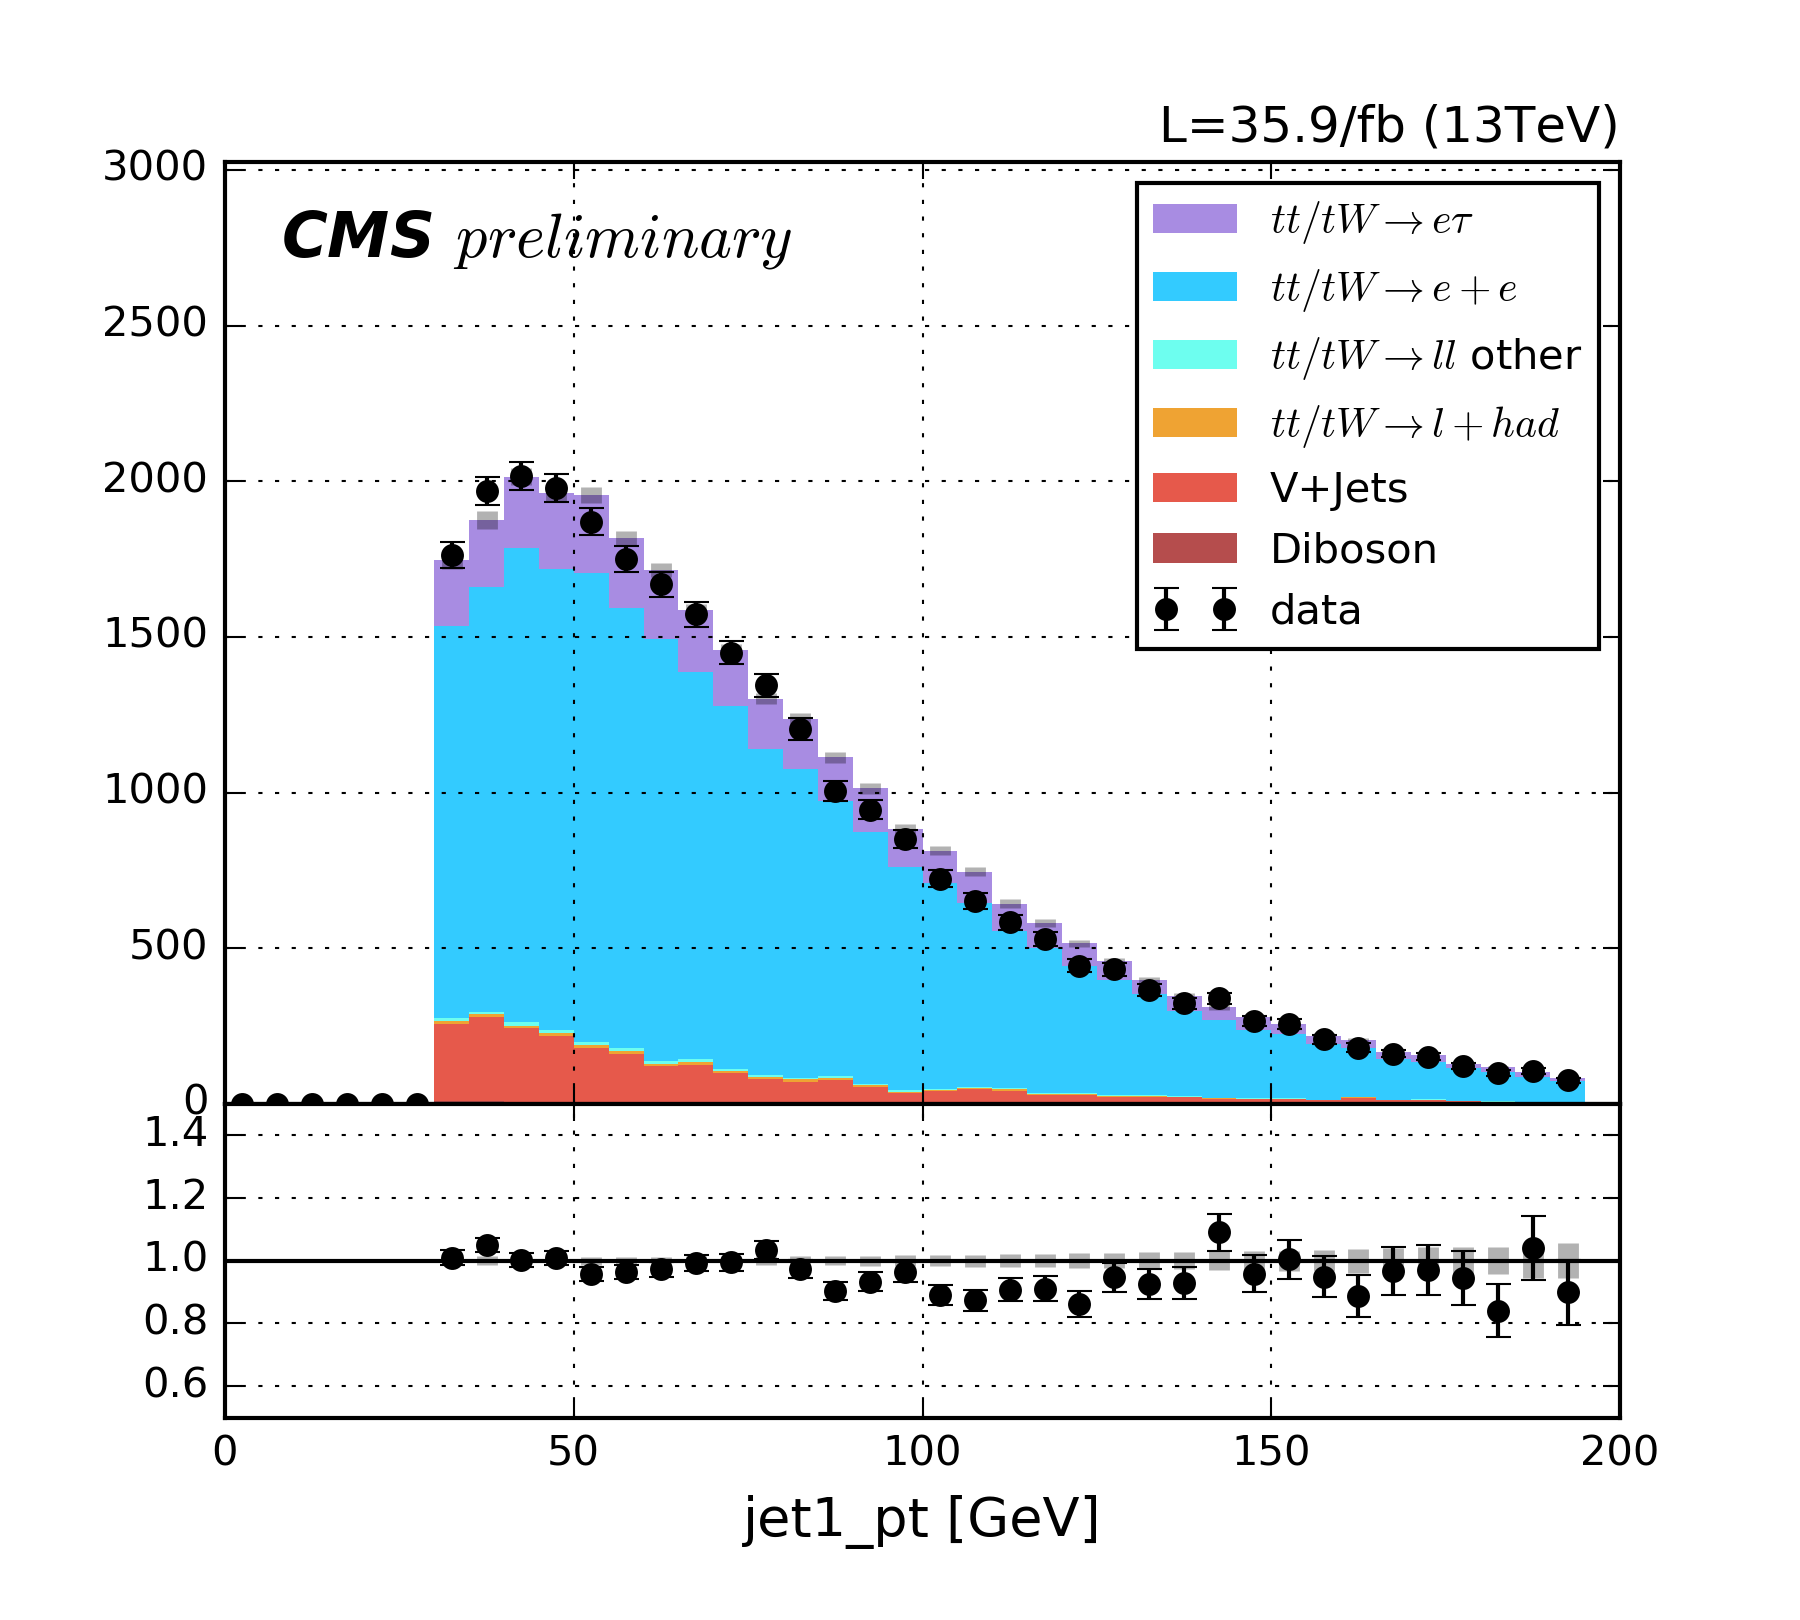 L=35.9/fb (13TeV)
CMS preliminary
3000
2500
2000
1500
1000
500
0
tt/tW→eτ
tt/tW→e+e
tt/tW→ll other
tt/tW→l+had
V+Jets
Diboson
data
1.4
1.2
1.0
0.8
0.6
0 50 100 150 200
jet1_pt [GeV]